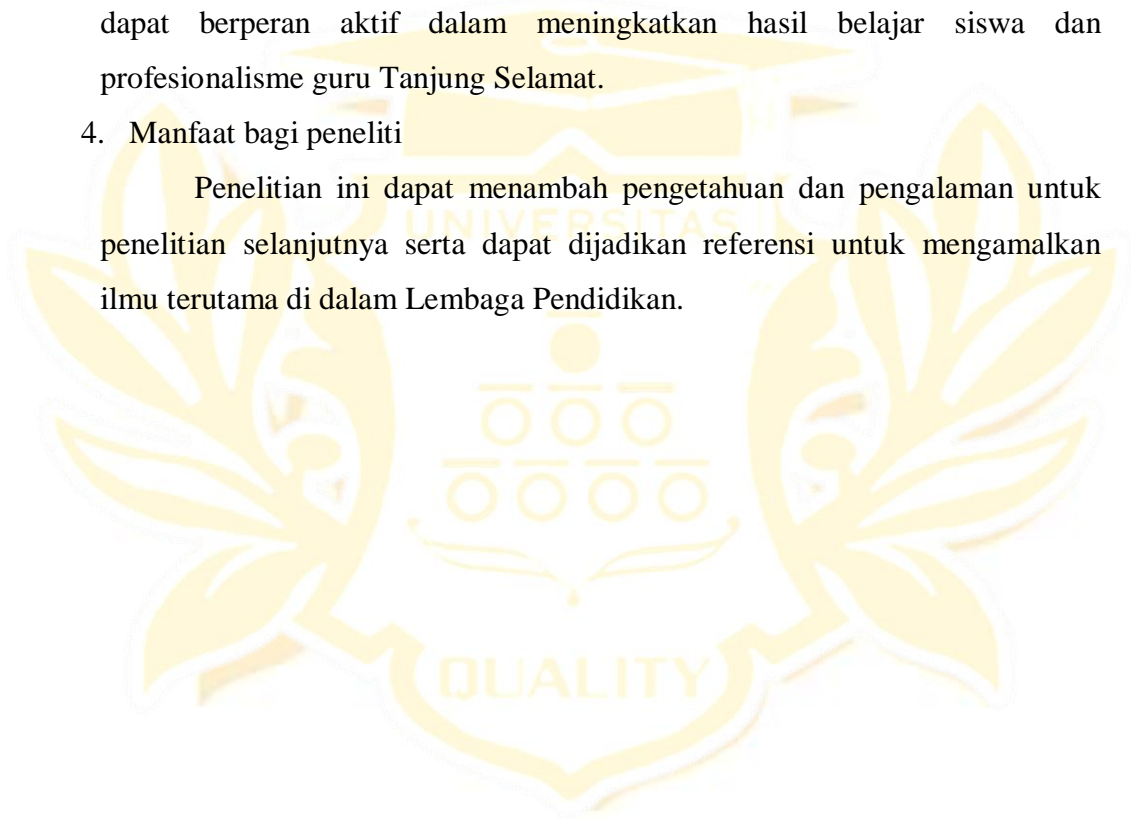 dapat berperan aktif dalam meningkatkan hasil belajar siswa dan
profesionalisme guru Tanjung Selamat.
4. Manfaat bagi peneliti
Penelitian ini dapat menambah pengetahuan dan pengalaman untuk
UNIVERSITAS
penelitian selanjutnya serta dapat dijadikan referensi untuk mengamalkan
ilmu terutama di dalam Lembaga Pendidikan.
QUALITY